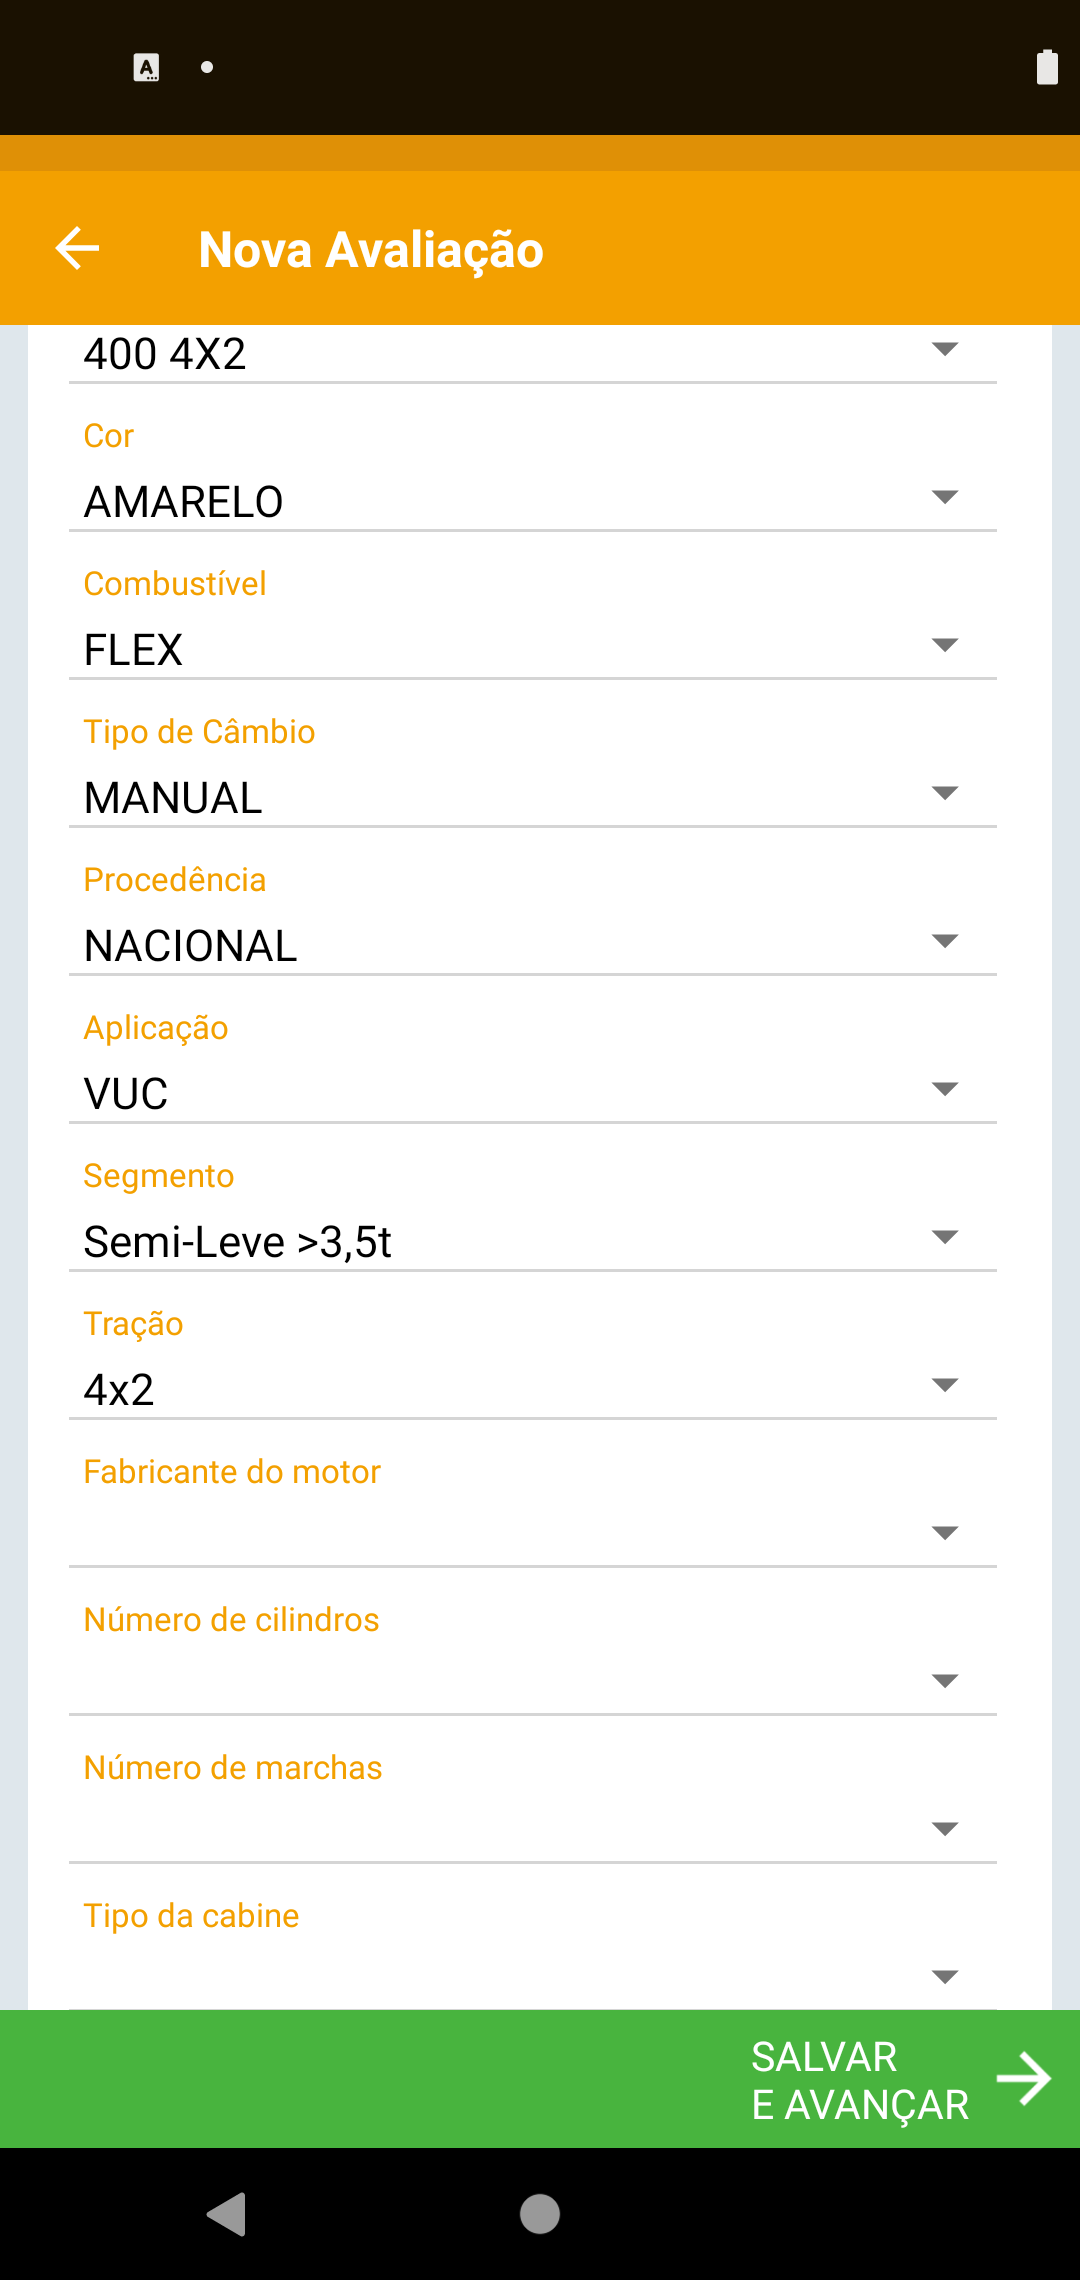 Nova Avaliação
400 4X2
Cor
AMARELO
Combustível
FLEX
Tipo de Câmbio
MANUAL
Procedência
NACIONAL
Aplicação
VUC
Segmento
Semi-Leve >3,5t
Tração
4x2
Fabricante do motor
Número de cilindros
Número de marchas
Tipo da cabine
SALVAR
E AVANÇAR